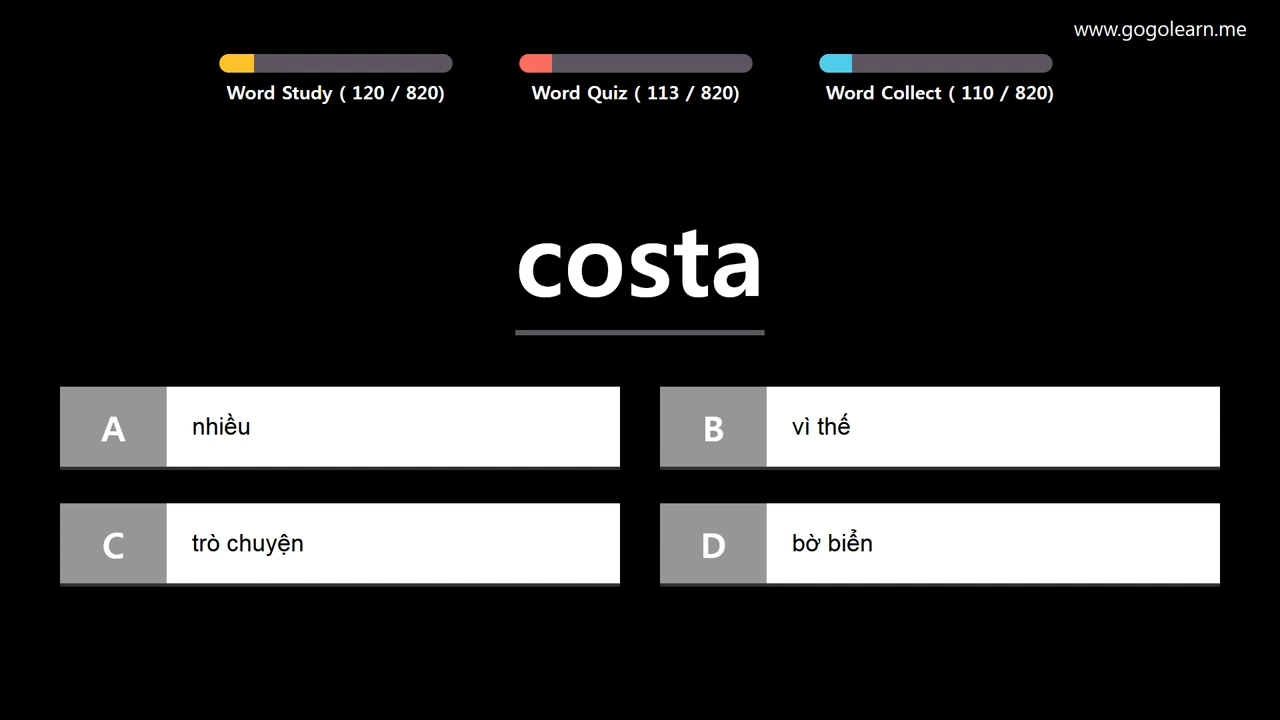 www.gogolearn.me
Word Study ( 120 / 820)
Word Quiz ( 113 / 820)
Word Collect ( 110 / 820)
costa
A
nhiều
B
vì thế
C
trò chuyện
D
bờ biển